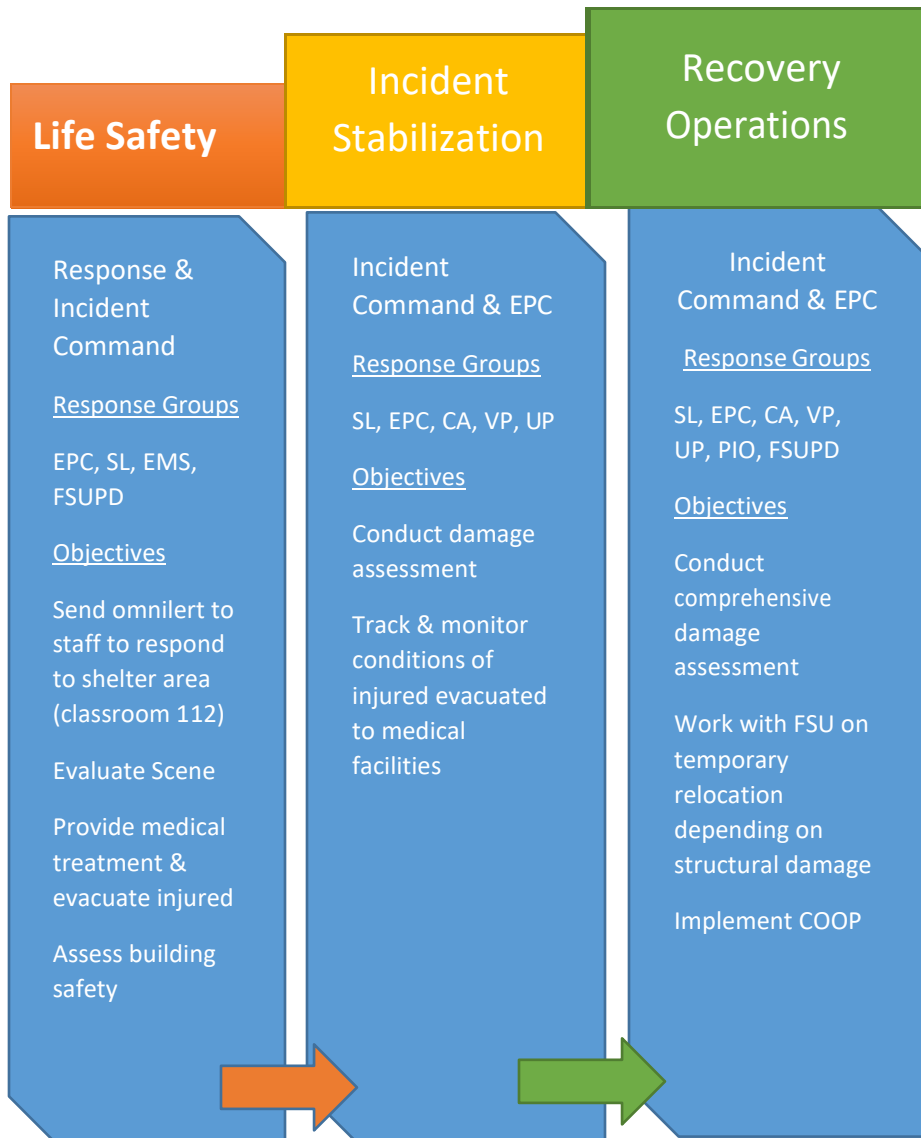 Life Safety
Response &
Incident
Command
Response Groups
EPC, SL, EMS,
FSUPD
Objectives
Send omnilert to
staff to respond
to shelter area
(classroom 112)
Evaluate Scene
Provide medical
treatment &
evacuate injured
Assess building
safety
Incident
Stabilization
Incident
Command & EPC
Response Groups
SL, EPC, CA, VP, UP
Objectives
Conduct damage
assessment
Track & monitor
conditions of
injured evacuated
to medical
facilities
Recovery
Operations
Incident
Command & EPC
Response Groups
SL, EPC, CA, VP,
UP, PIO, FSUPD
Objectives
Conduct
comprehensive
damage
assessment
Work with FSU on
temporary
relocation
depending on
structural damage
Implement COOP